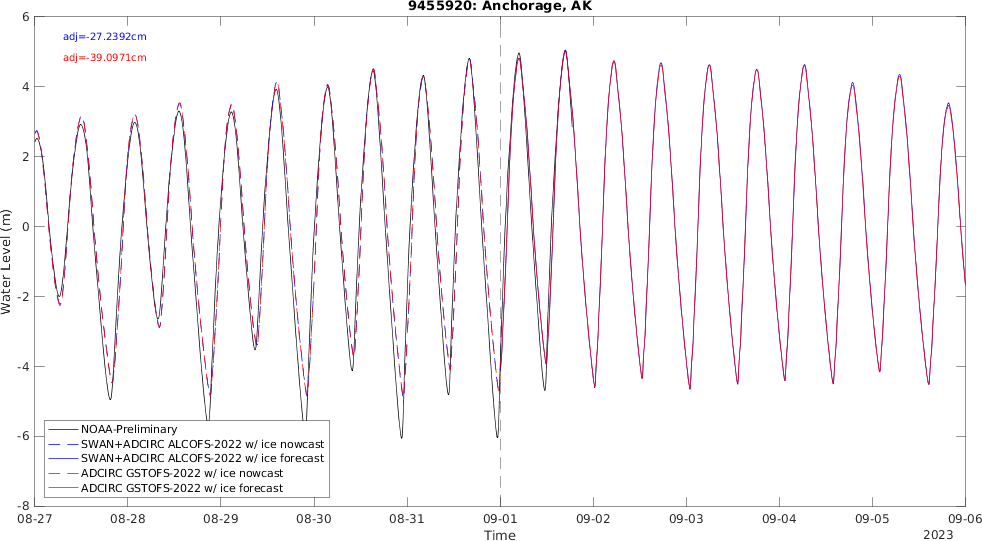 9455920: Anchorage, AK
adj=-27.2392cm
adj=-39.0971cm
Water Level (m)
6
4
2
0
-2
-4
-6
-8
NOAA-Preliminary
SWAN+ADCIRC ALCOFS-2022 w/ ice nowcast
SWAN+ADCIRC ALCOFS-2022 w/ ice forecast
ADCIRC GSTOFS-2022 w/ ice nowcast
ADCIRC GSTOFS-2022 w/ ice forecast
08-27 08-28 08-29 08-30 08-31 09-01 09-02 09-03 09-04 09-05 09-06
Time
2023